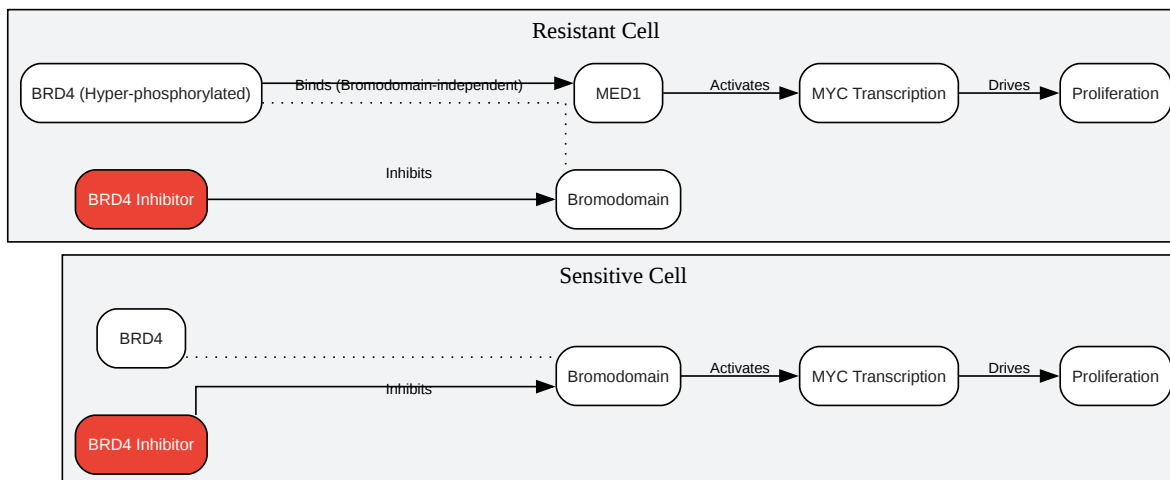 Resistant Cell
BRD4 (Hyper-phosphorylated)
Binds (Bromodomain-independent)
MED1
Activates
MYC Transcription
Drives
Proliferation
BRD4 Inhibitor
Inhibits
Bromodomain
Sensitive Cell
BRD4
Bromodomain
Activates
MYC Transcription
Drives
Proliferation
Inhibits
BRD4 Inhibitor